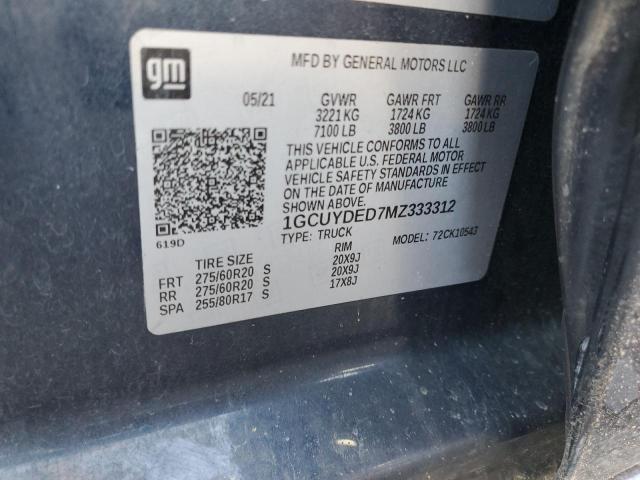 gm
MFD BY GENERAL MOTORS LLC
05/21 GVWR GAWR FRT GAWR RR
3221 KG 1724 KG 1724 KG
7100 LB 3800 LB 3800 LB
THIS VEHICLE CONFORMS TO ALL
APPLICABLE U.S. FEDERAL MOTOR
VEHICLE SAFETY STANDARDS IN EFFECT
ON THE DATE OF MANUFACTURE
SHOWN ABOVE.
619D
1GCUYDED7MZ333312
TYPE: TRUCK MODEL: 72CK10543
TIRE SIZE RIM
FRT 275/60R20 S 20X9J
RR 275/60R20 S 20X9J
SPA 255/80R17 S 17X8J